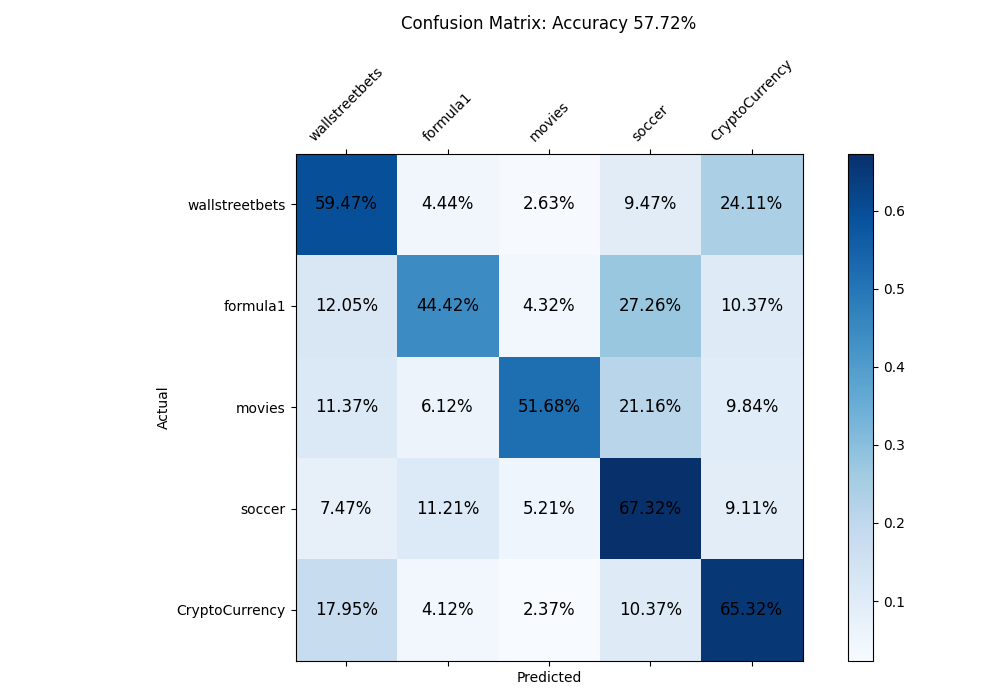 Confusion Matrix: Accuracy 57.72%
wallstreetbets formula1 movies soccer CryptoCurrency
wallstreetbets 59.47% 4.44% 2.63% 9.47% 24.11%
formula1 12.05% 44.42% 4.32% 27.26% 10.37%
movies 11.37% 6.12% 51.68% 21.16% 9.84%
soccer 7.47% 11.21% 5.21% 67.32% 9.11%
CryptoCurrency 17.95% 4.12% 2.37% 10.37% 65.32%
Actual
Predicted
0.6
0.5
0.4
0.3
0.2
0.1